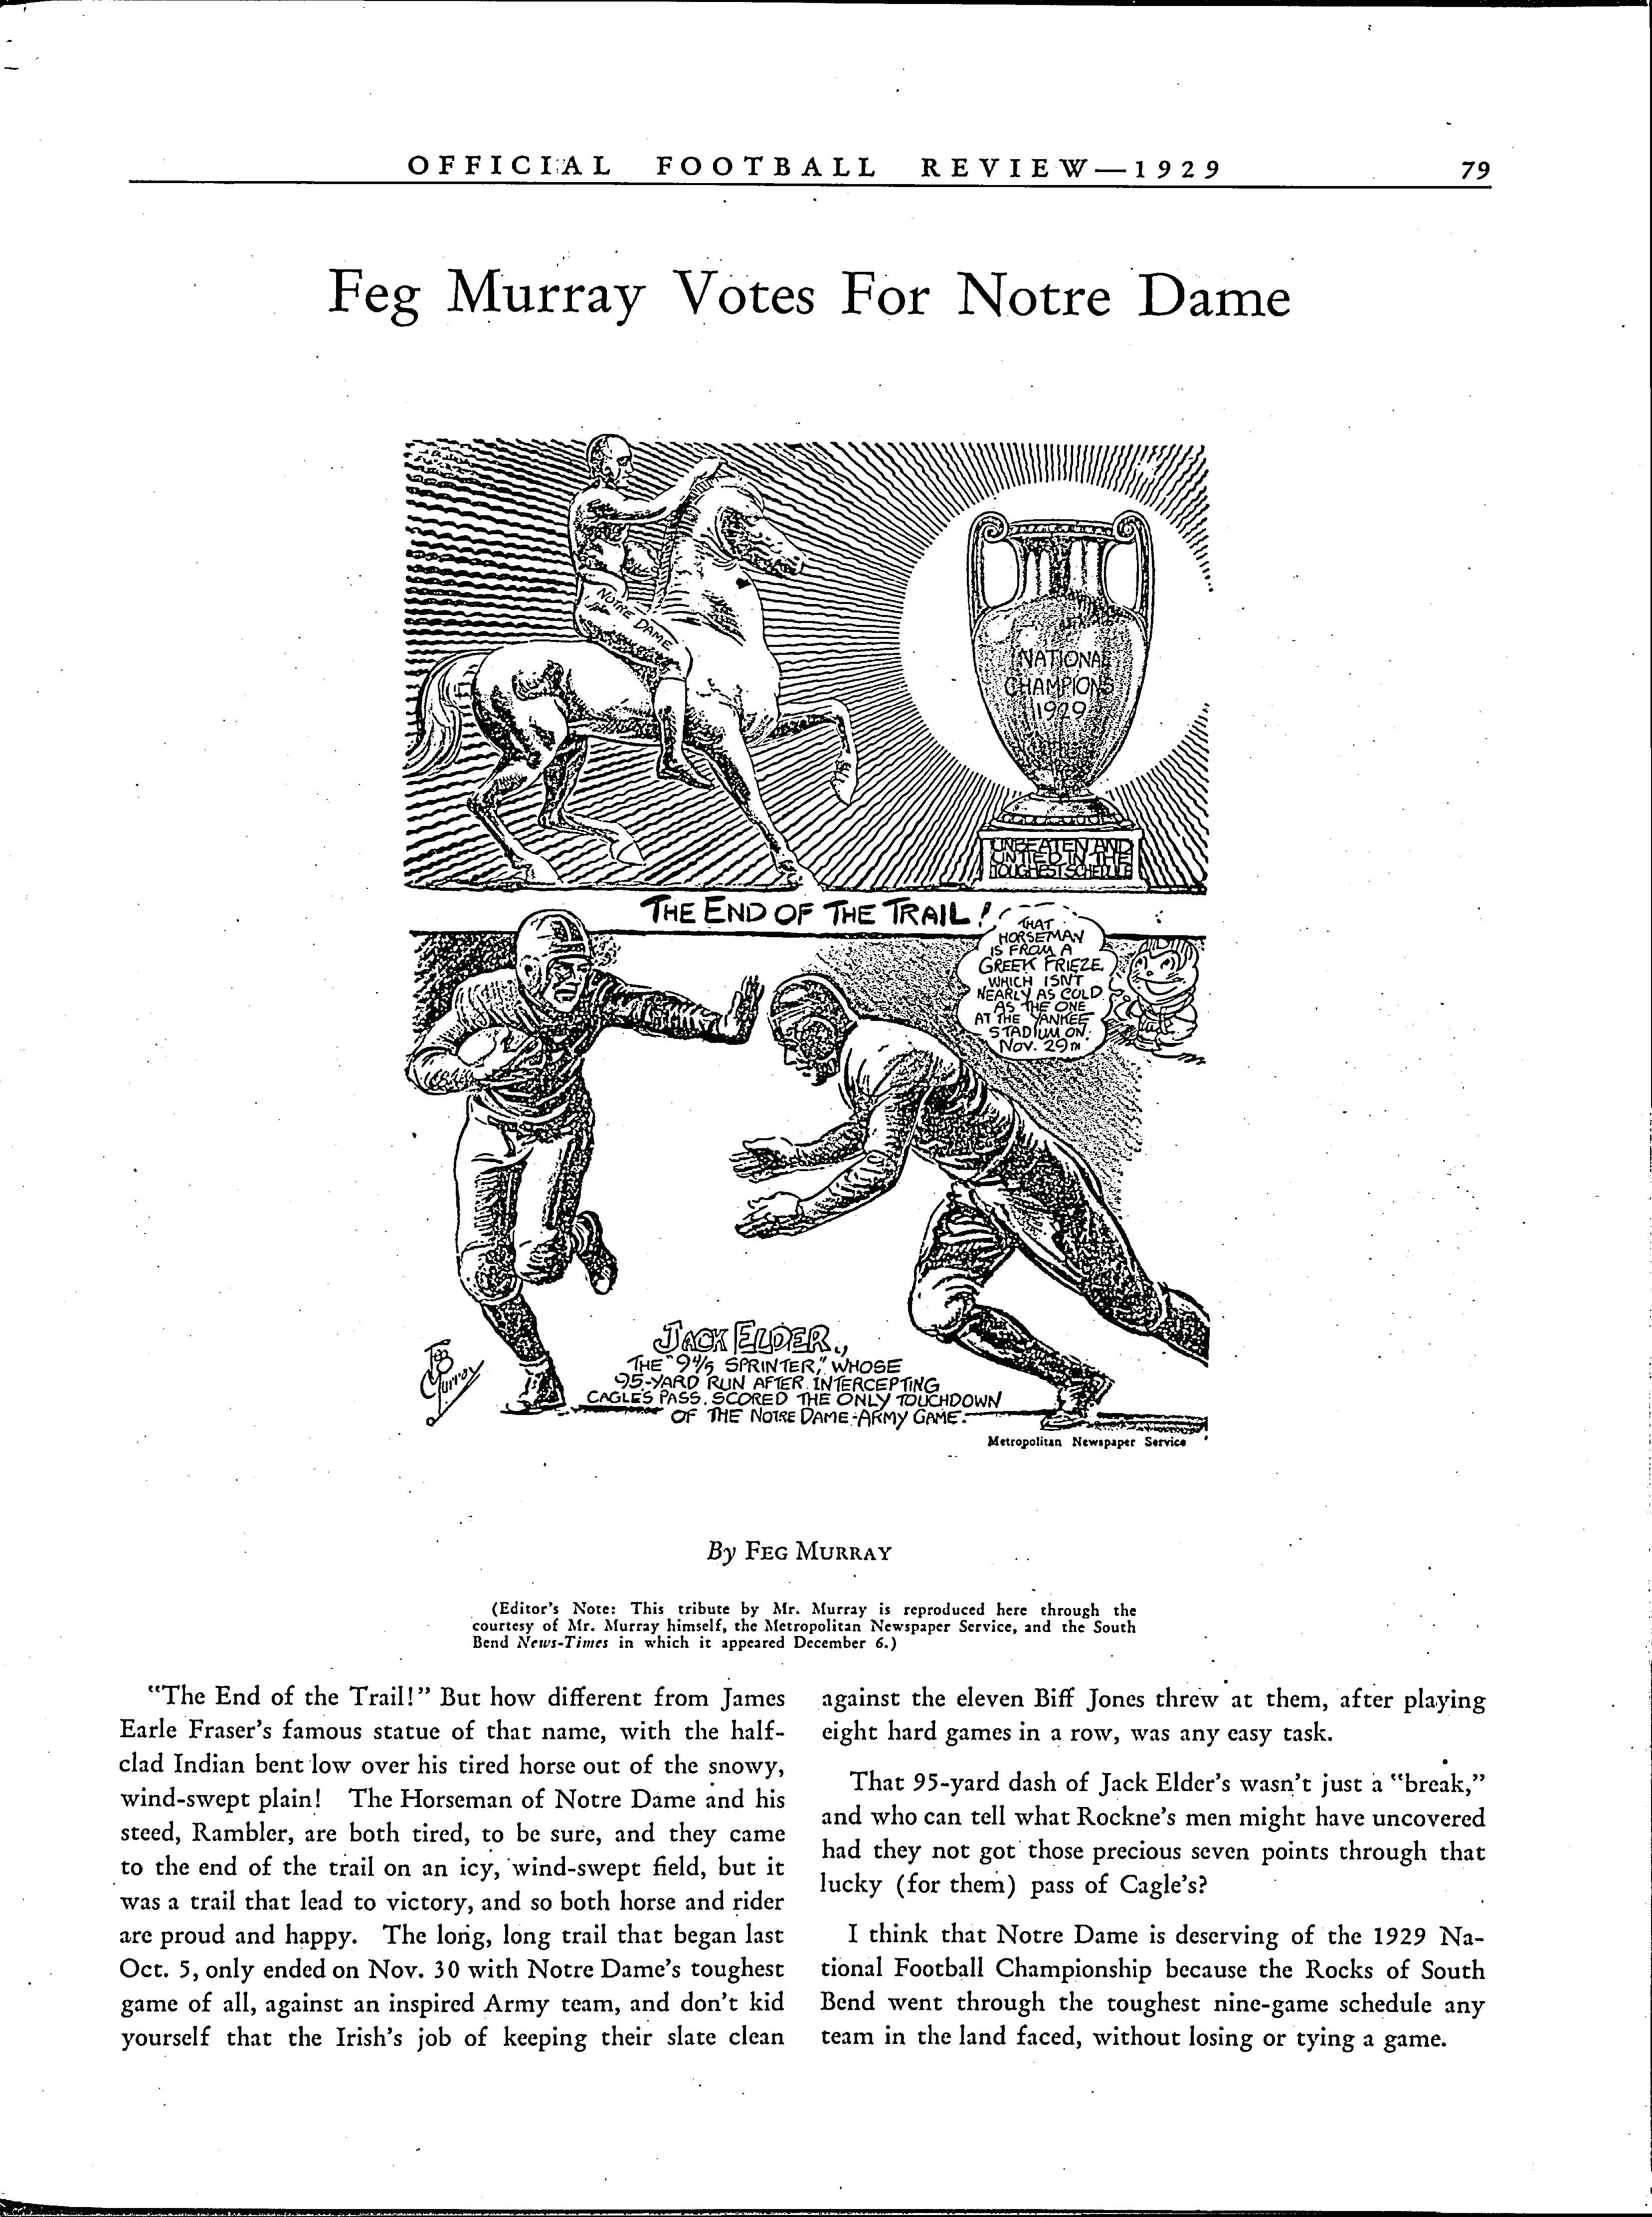 OFFICIAL FOOTBALL REVIEW—1929 79
Feg Murray Votes For Notre Dame
NOTRE DAME
NATIONAL
CHAMPIONS
1929
UNBEATEN AND
UNTIED IN THE
TOUGHEST SCHEDULE
THE END OF THE TRAIL!
THAT
HORSEMAN
IS FROM A
GREEK FRIEZE
WHICH ISN'T
NEARLY AS COLD
AS THE ONE
AT THE YANKEE
STADIUM ON
NOV. 29TH
JACK ELDER,
THE "9 4/5 SPRINTER," WHOSE
95-YARD RUN AFTER INTERCEPTING
CAGLE'S PASS. SCORED THE ONLY TOUCHDOWN
OF THE NOTRE DAME-ARMY GAME.
Feg Murray
Metropolitan Newspaper Service
By FEG MURRAY
(Editor's Note: This tribute by Mr. Murray is reproduced here through the
courtesy of Mr. Murray himself, the Metropolitan Newspaper Service, and the South
Bend News-Times in which it appeared December 6.)
"The End of the Trail!" But how different from James
Earle Fraser's famous statue of that name, with the half-
clad Indian bent low over his tired horse out of the snowy,
wind-swept plain! The Horseman of Notre Dame and his
steed, Rambler, are both tired, to be sure, and they came
to the end of the trail on an icy, wind-swept field, but it
was a trail that lead to victory, and so both horse and rider
are proud and happy. The long, long trail that began last
Oct. 5, only ended on Nov. 30 with Notre Dame's toughest
game of all, against an inspired Army team, and don't kid
yourself that the Irish's job of keeping their slate clean
against the eleven Biff Jones threw at them, after playing
eight hard games in a row, was any easy task.
That 95-yard dash of Jack Elder's wasn't just a "break,"
and who can tell what Rockne's men might have uncovered
had they not got those precious seven points through that
lucky (for them) pass of Cagle's?
I think that Notre Dame is deserving of the 1929 Na-
tional Football Championship because the Rocks of South
Bend went through the toughest nine-game schedule any
team in the land faced, without losing or tying a game.